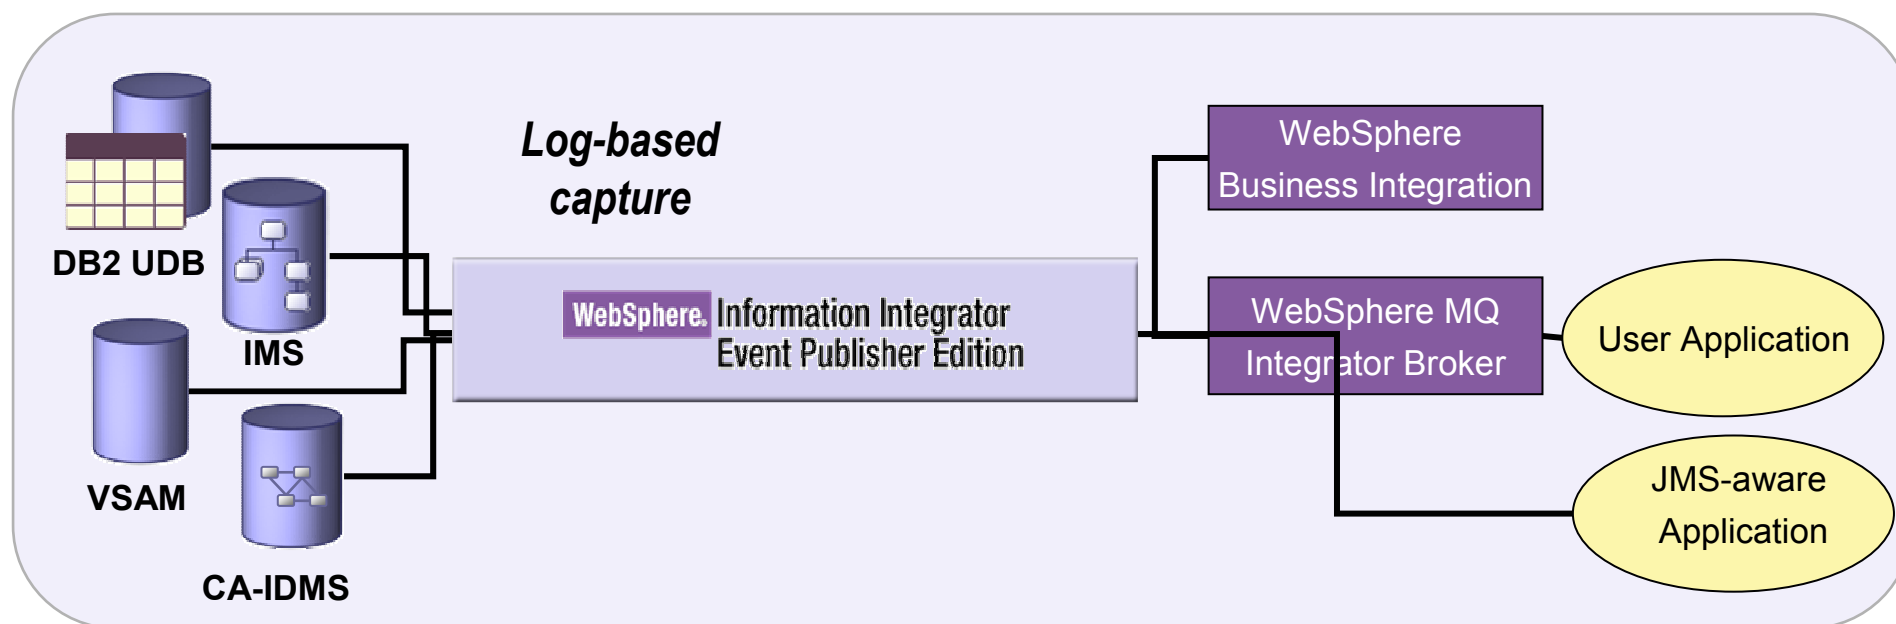 Log-based
capture
DB2 UDB
IMS
VSAM
CA-IDMS
WebSphere. Information Integrator
Event Publisher Edition
WebSphere
Business Integration
WebSphere MQ
Integrator Broker
User Application
JMS-aware
Application